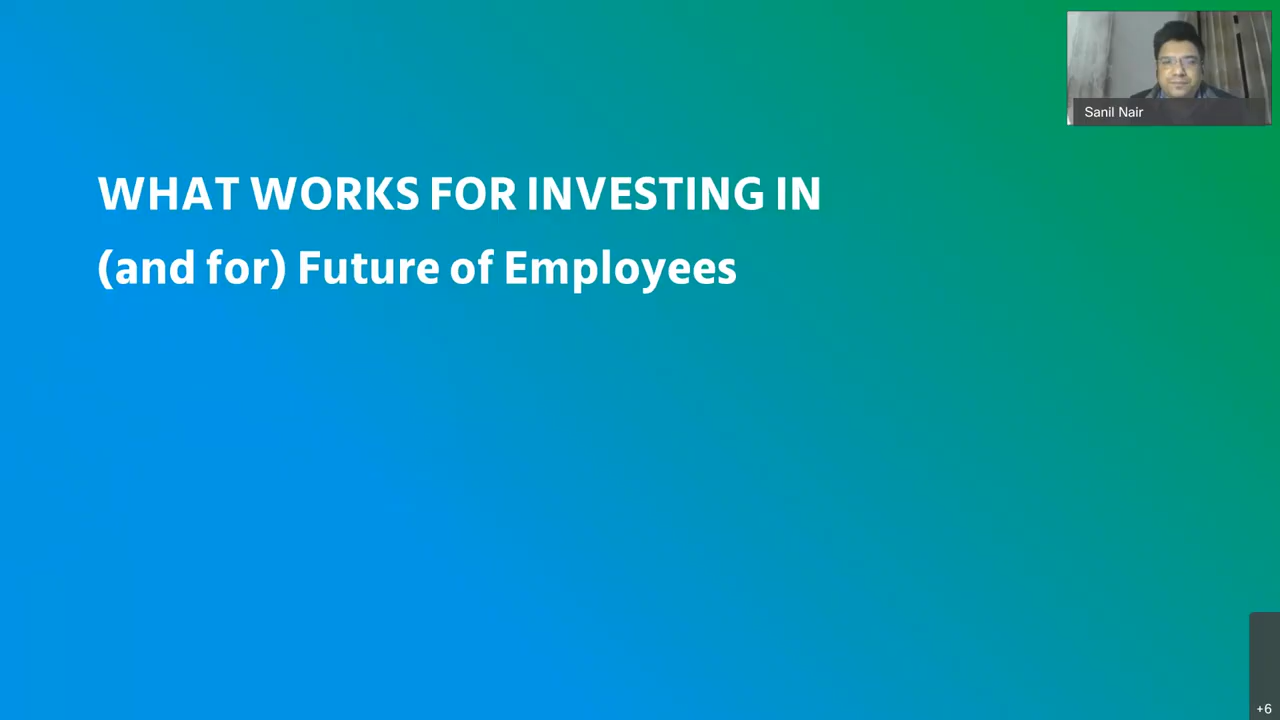 Sanil Nair
WHAT WORKS FOR INVESTING IN
(and for) Future of Employees
+6